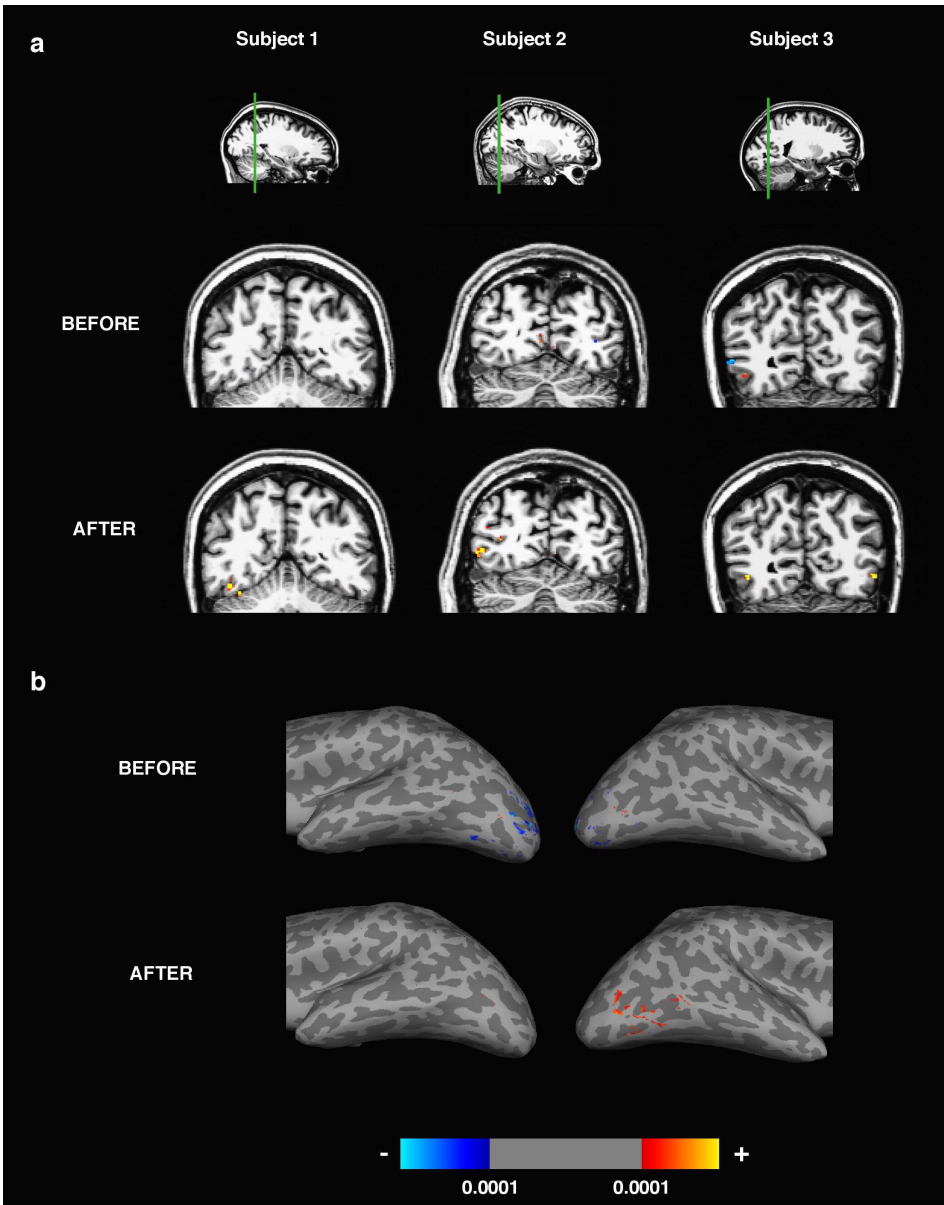 a
Subject 1 Subject 2 Subject 3
BEFORE
AFTER
b
BEFORE
AFTER
- +
0.0001 0.0001